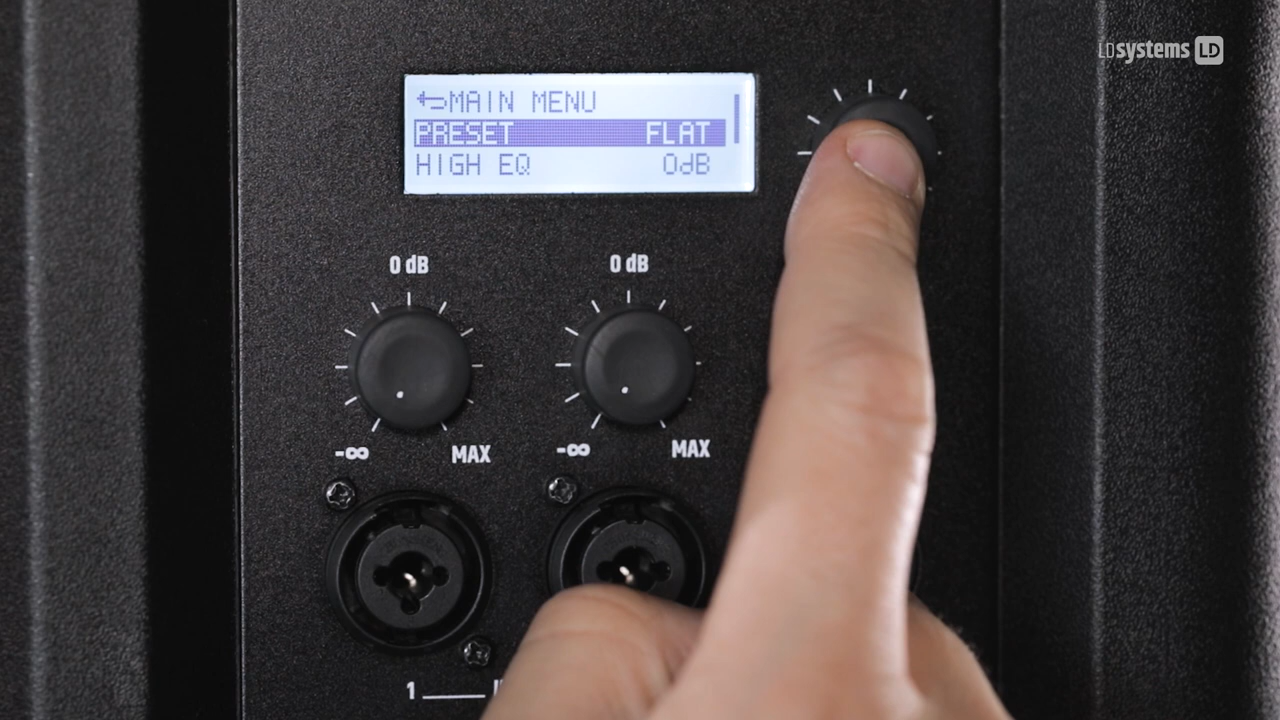 LDsystems LD
MAIN MENU
PRESET FLAT
HIGH EQ 0dB
0 dB 0 dB
-∞ MAX -∞ MAX
1